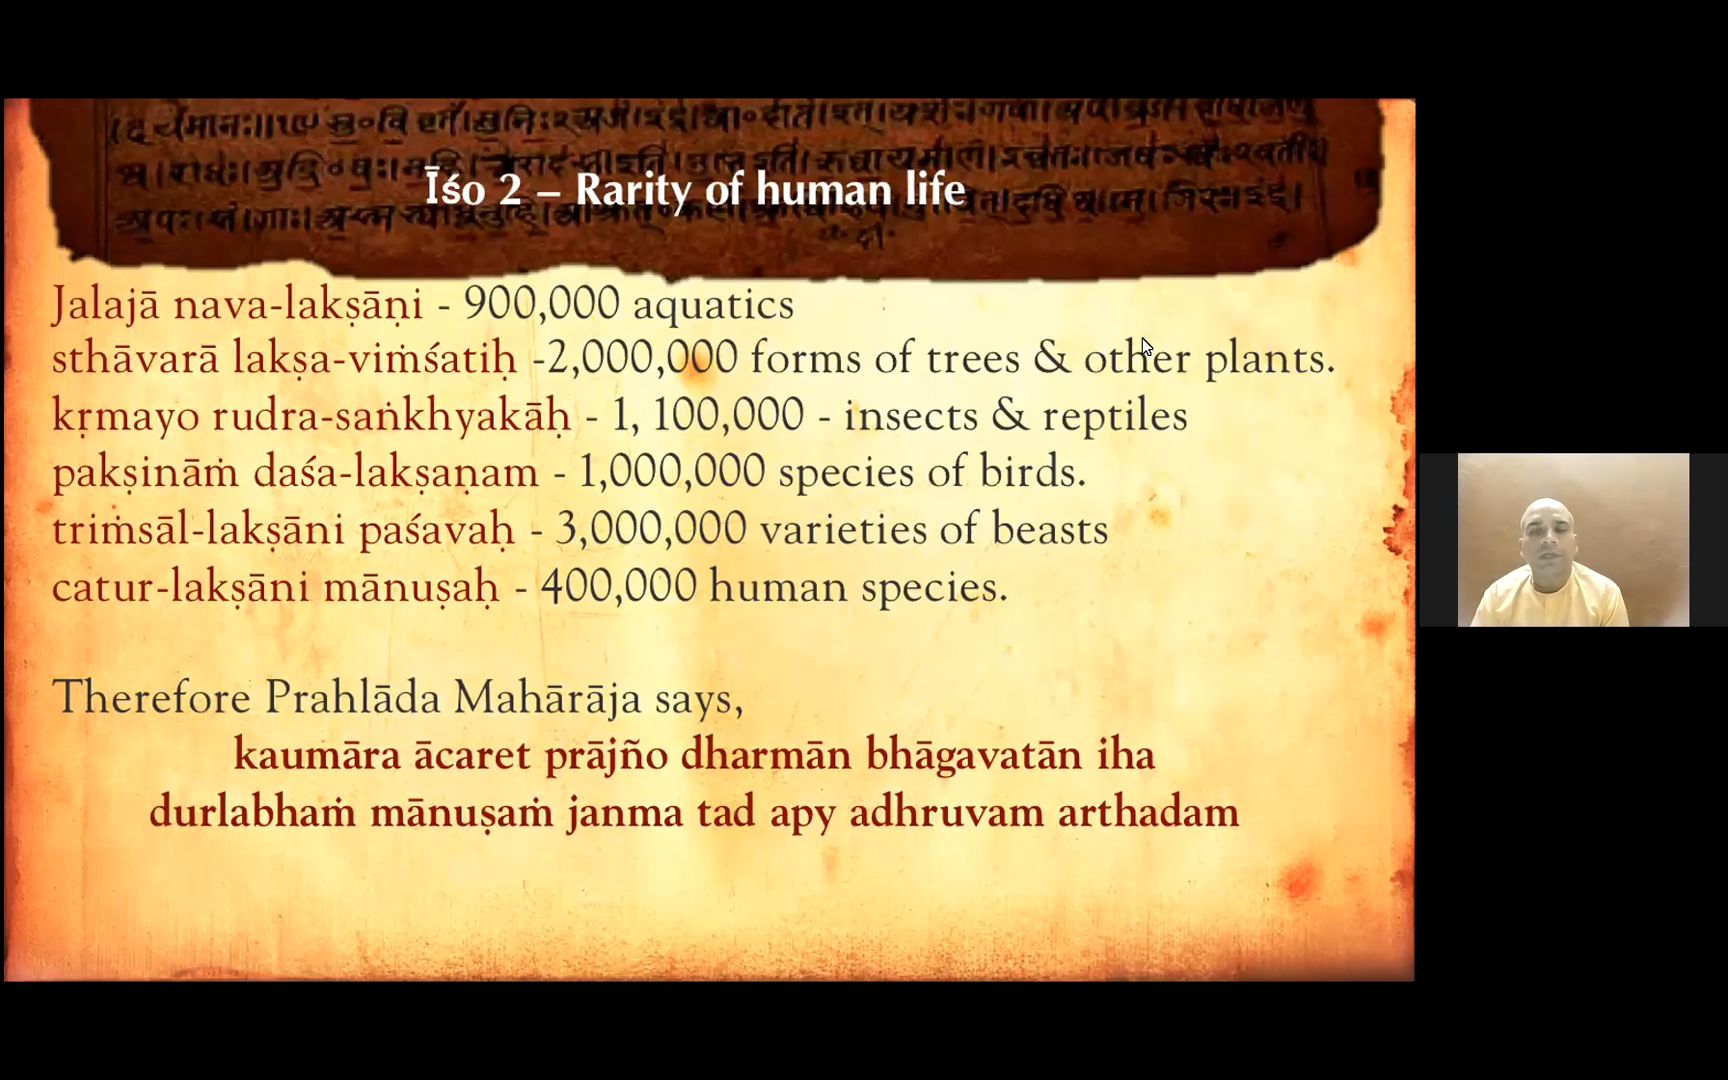 Īśo 2 – Rarity of human life
Jalajā nava-lakṣāṇi - 900,000 aquatics
sthāvarā lakṣa-viṁśatiḥ -2,000,000 forms of trees & other plants.
kṛmayo rudra-saṅkhyakāḥ - 1, 100,000 - insects & reptiles
pakṣināṁ daśa-lakṣaṇam - 1,000,000 species of birds.
triṁsāl-lakṣāni paśavaḥ - 3,000,000 varieties of beasts
catur-lakṣāni mānuṣaḥ - 400,000 human species.
Therefore Prahlāda Mahārāja says,
kaumāra ācaret prājño dharmān bhāgavatān iha
durlabhaṁ mānuṣaṁ janma tad apy adhruvam arthadam